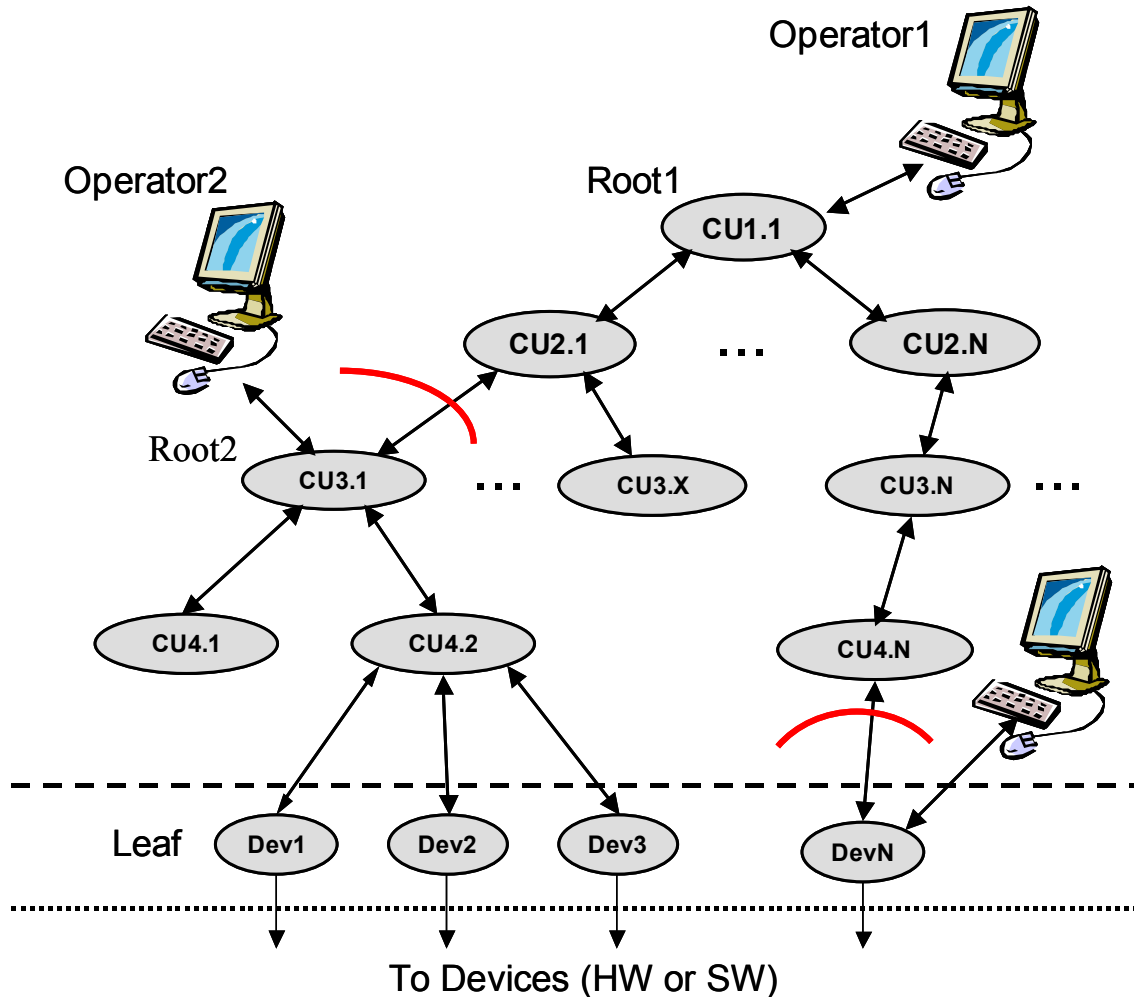 Operator1
Operator2
Root1
CU1.1
CU2.1
...
CU2.N
Root2
CU3.1
...
CU3.X
CU3.N
...
CU4.1
CU4.2
CU4.N
Leaf
Dev1
Dev2
Dev3
DevN
To Devices (HW or SW)